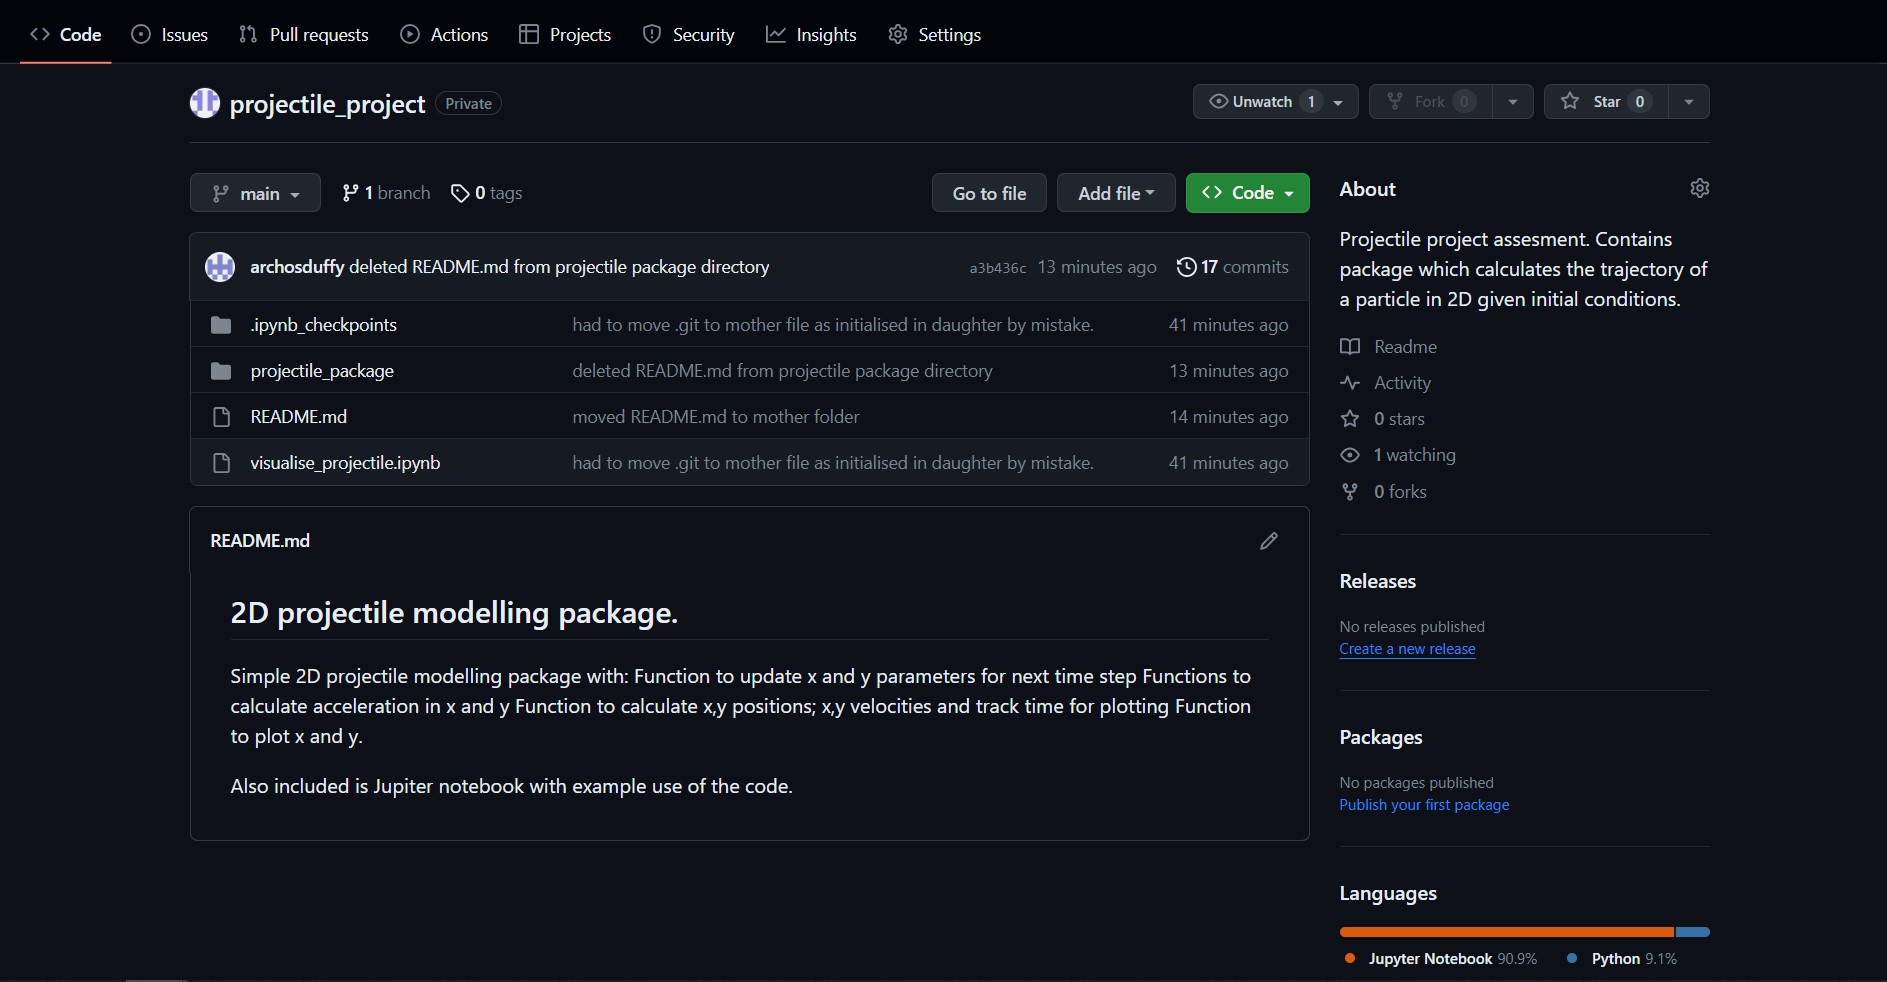 Code Issues Pull requests Actions Projects Security Insights Settings
projectile_project Private Unwatch 1 Fork 0 Star 0
main 1 branch 0 tags Go to file Add file Code
archosduffy deleted README.md from projectile package directory a3b436c 13 minutes ago 17 commits
.ipynb_checkpoints had to move .git to mother file as initialised in daughter by mistake. 41 minutes ago
projectile_package deleted README.md from projectile package directory 13 minutes ago
README.md moved README.md to mother folder 14 minutes ago
visualise_projectile.ipynb had to move .git to mother file as initialised in daughter by mistake. 41 minutes ago
README.md
2D projectile modelling package.
Simple 2D projectile modelling package with: Function to update x and y parameters for next time step Functions to
calculate acceleration in x and y Function to calculate x,y positions; x,y velocities and track time for plotting Function
to plot x and y.
Also included is Jupiter notebook with example use of the code.
About
Projectile project assesment. Contains
package which calculates the trajectory of
a particle in 2D given initial conditions.
Readme
Activity
0 stars
1 watching
0 forks
Releases
No releases published
Create a new release
Packages
No packages published
Publish your first package
Languages
Jupyter Notebook 90.9% Python 9.1%